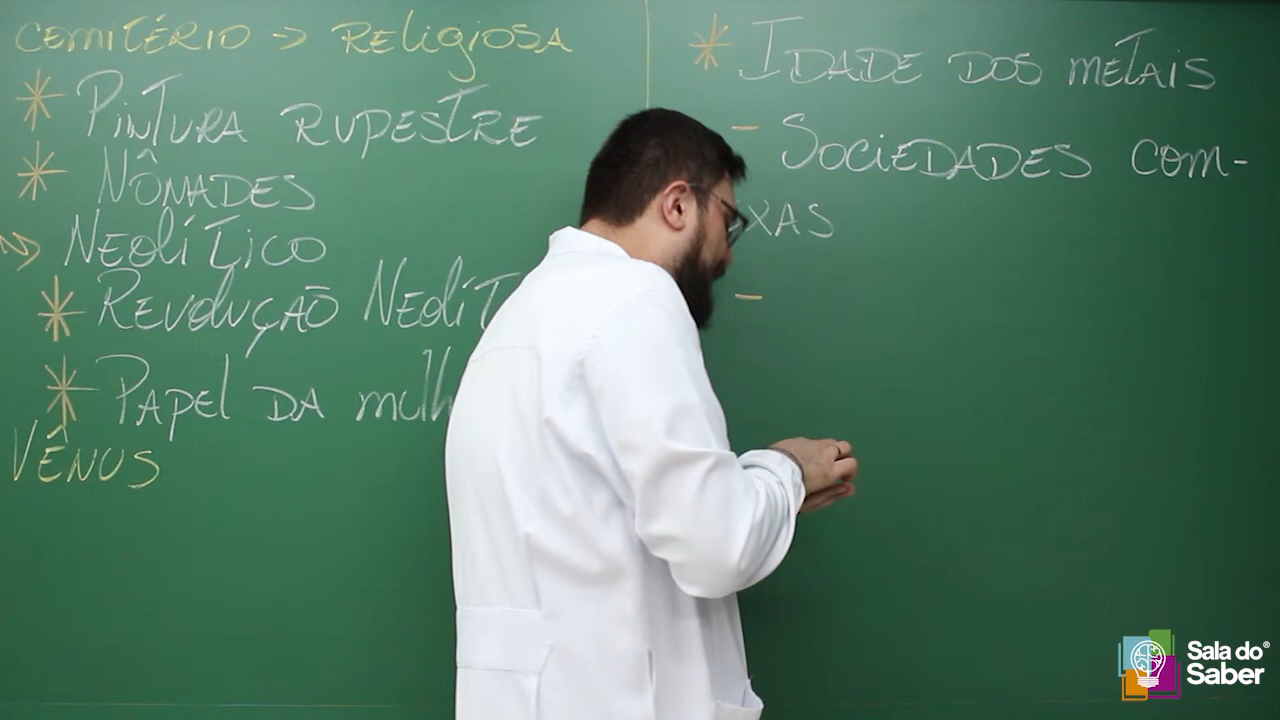 CEMITÉRIO -> RELIGIOSA
* PINTURA RUPESTRE
* NÔMADES
=> NEOLÍTICO
* REVOLUÇÃO NEOLÍT
* PAPEL DA mulh
VÊNUS
* IDADE DOS METAIS
- SOCIEDADES COM-
XAS
-
Sala do®
Saber